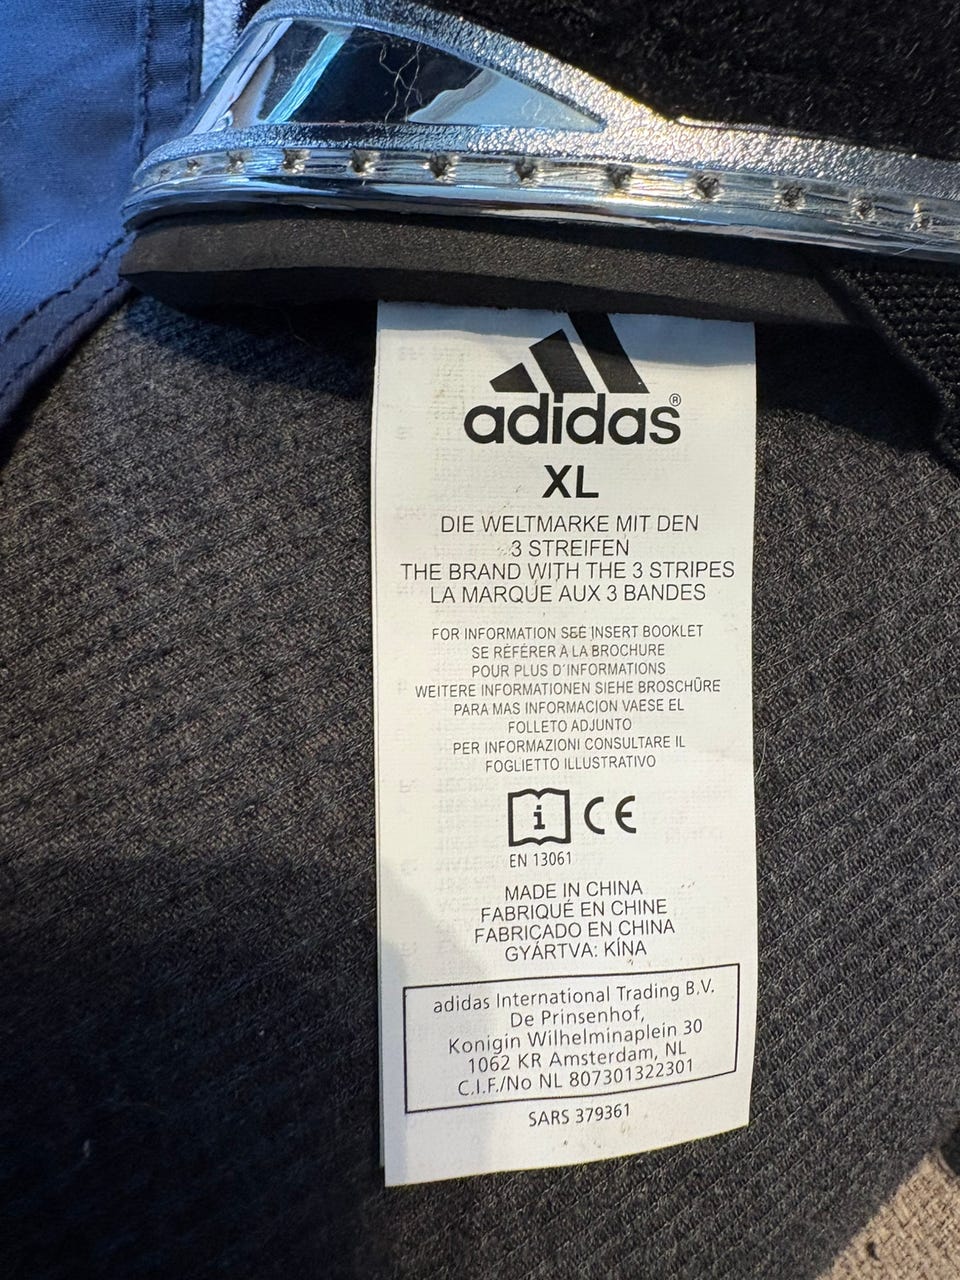 adidas®
XL
DIE WELTMARKE MIT DEN
3 STREIFEN
THE BRAND WITH THE 3 STRIPES
LA MARQUE AUX 3 BANDES
FOR INFORMATION SEE INSERT BOOKLET
SE RÉFÉRER A LA BROCHURE
POUR PLUS D'INFORMATIONS
WEITERE INFORMATIONEN SIEHE BROSCHÜRE
PARA MAS INFORMACION VAESE EL
FOLLETO ADJUNTO
PER INFORMAZIONI CONSULTARE IL
FOGLIETTO ILLUSTRATIVO
i CE
EN 13061
MADE IN CHINA
FABRIQUÉ EN CHINE
FABRICADO EN CHINA
GYÁRTVA: KÍNA
adidas International Trading B.V.
De Prinsenhof,
Konigin Wilhelminaplein 30
1062 KR Amsterdam, NL
C.I.F./No NL 807301322301
SARS 379361